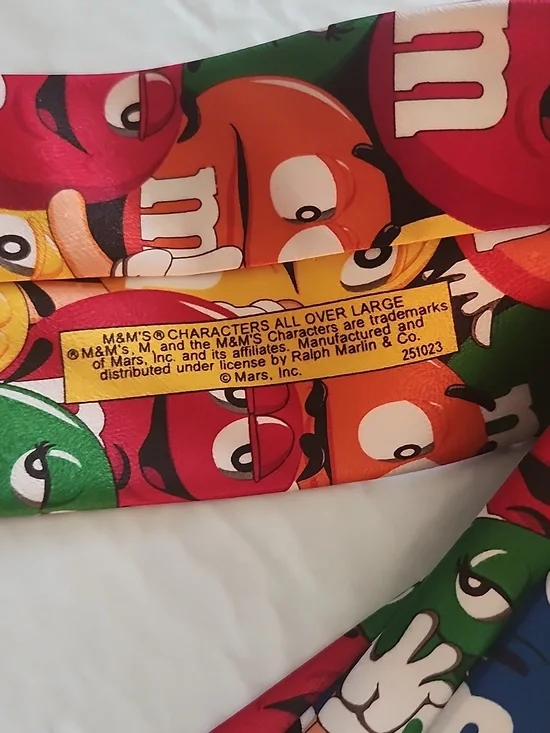 m
m
M&M'S® CHARACTERS ALL OVER LARGE
® M&M's, M, and the M&M'S Characters are trademarks
of Mars, Inc. and its affiliates. Manufactured and
distributed under license by Ralph Marlin & Co.
© Mars, Inc. 251023
m